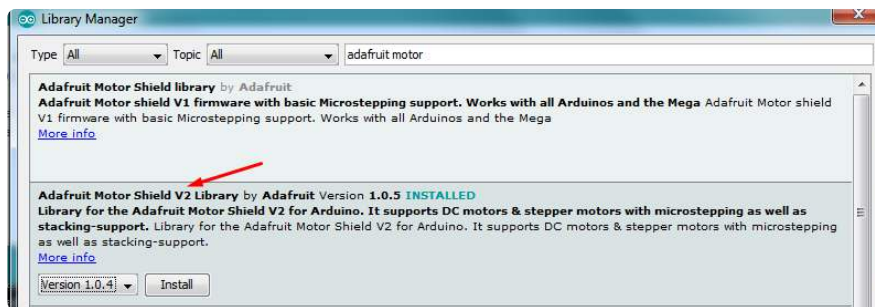 Library Manager
Type All Topic All adafruit motor
Adafruit Motor Shield library by Adafruit
Adafruit Motor shield V1 firmware with basic Microstepping support. Works with all Arduinos and the Mega Adafruit Motor shield
V1 firmware with basic Microstepping support. Works with all Arduinos and the Mega
More info
Adafruit Motor Shield V2 Library by Adafruit Version 1.0.5 INSTALLED
Library for the Adafruit Motor Shield V2 for Arduino. It supports DC motors & stepper motors with microstepping as well as
stacking-support. Library for the Adafruit Motor Shield V2 for Arduino. It supports DC motors & stepper motors with microstepping
as well as stacking-support.
More info
Version 1.0.4 Install